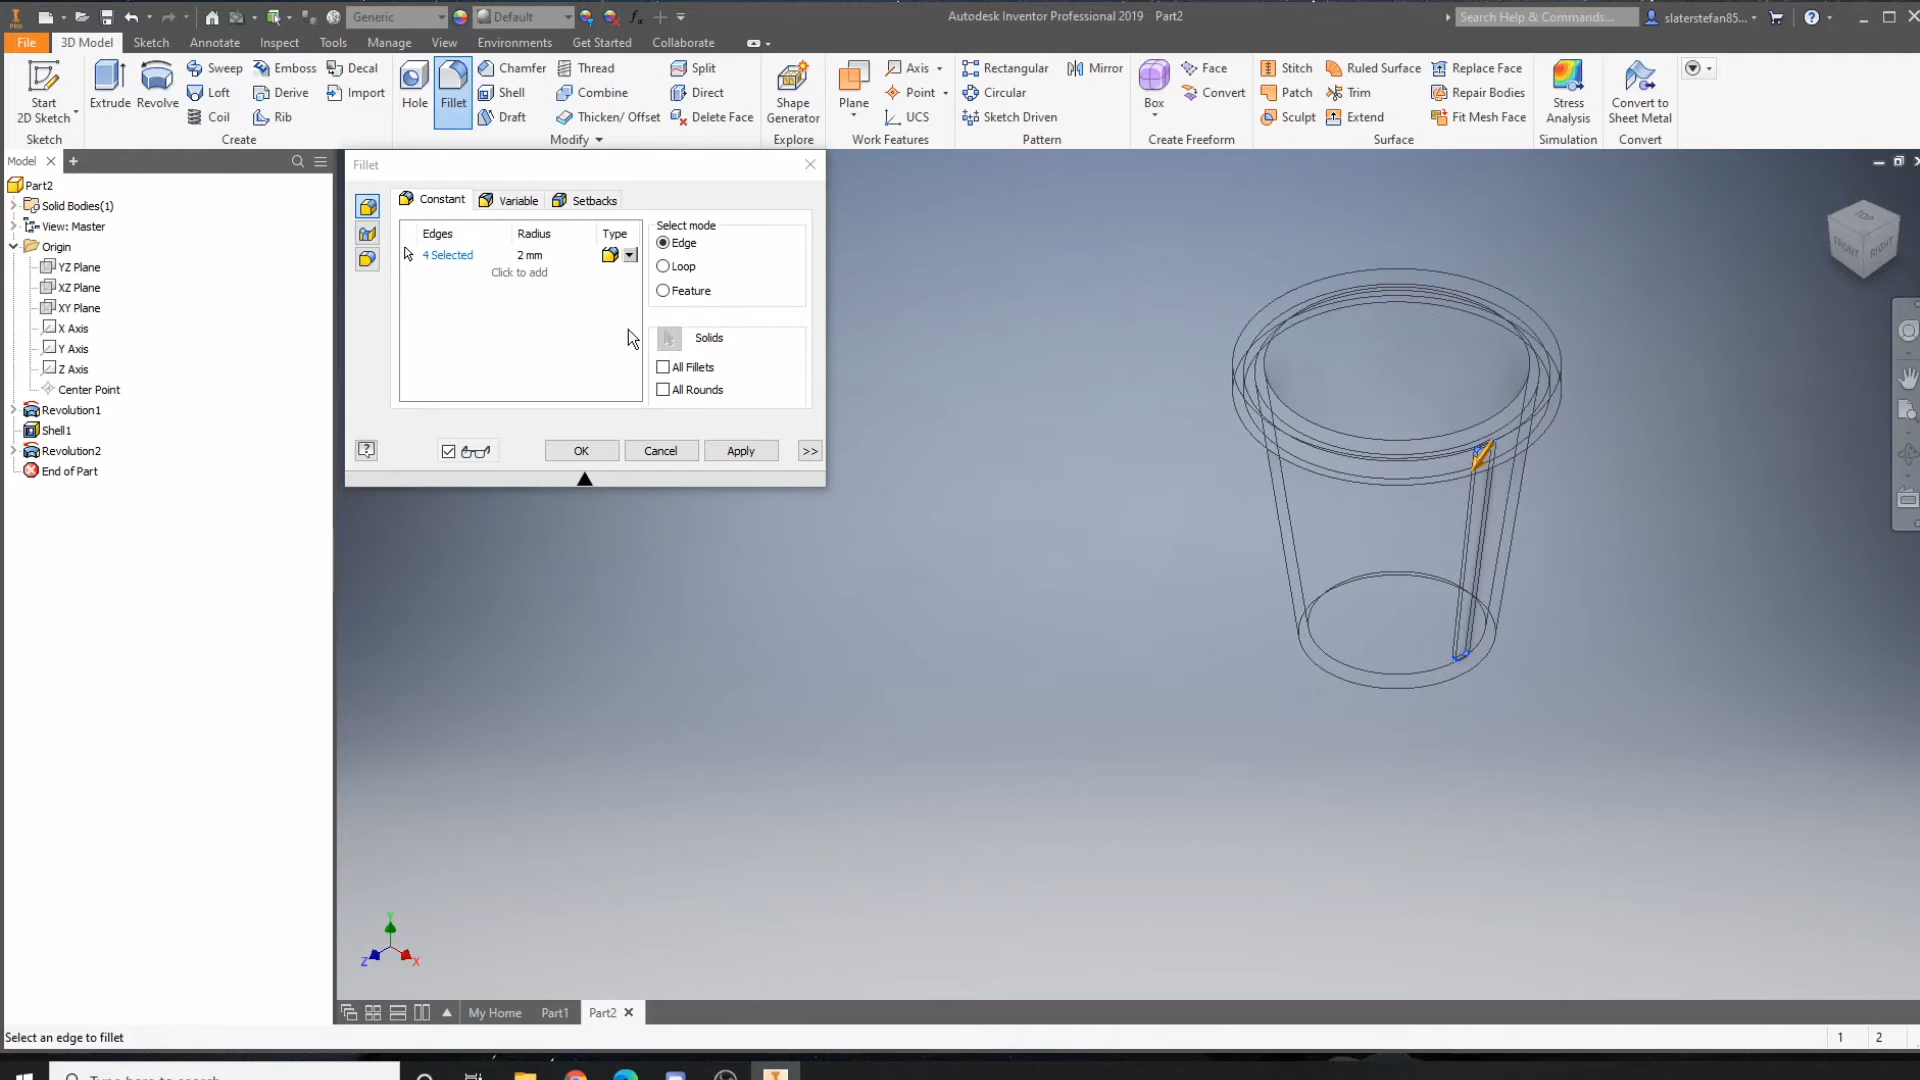 PRO Generic Default Autodesk Inventor Professional 2019 Part2 Search Help & Commands... slaterstefan85...
File 3D Model Sketch Annotate Inspect Tools Manage View Environments Get Started Collaborate
Start 2D Sketch Extrude Revolve Sweep Emboss Decal
Loft Derive Import
Coil Rib
Hole Fillet Chamfer Thread Split
Shell Combine Direct
Draft Thicken/ Offset Delete Face
Shape Generator Plane Axis Rectangular Mirror
Point Circular
UCS Sketch Driven
Box Face
Convert
Stitch Ruled Surface Replace Face
Patch Trim Repair Bodies
Sculpt Extend Fit Mesh Face
Stress Analysis Convert to Sheet Metal
Sketch Create Modify Explore Work Features Pattern Create Freeform Surface Simulation Convert
Model
Part2
Solid Bodies(1)
View: Master
Origin
YZ Plane
XZ Plane
XY Plane
X Axis
Y Axis
Z Axis
Center Point
Revolution1
Shell1
Revolution2
End of Part
Fillet
Constant Variable Setbacks
Edges Radius Type
4 Selected 2 mm
Click to add
Select mode
Edge
Loop
Feature
Solids
All Fillets
All Rounds
OK Cancel Apply >>
TOP
FRONT RIGHT
Y
Z X
My Home Part1 Part2
Select an edge to fillet 1 2
Type here to search